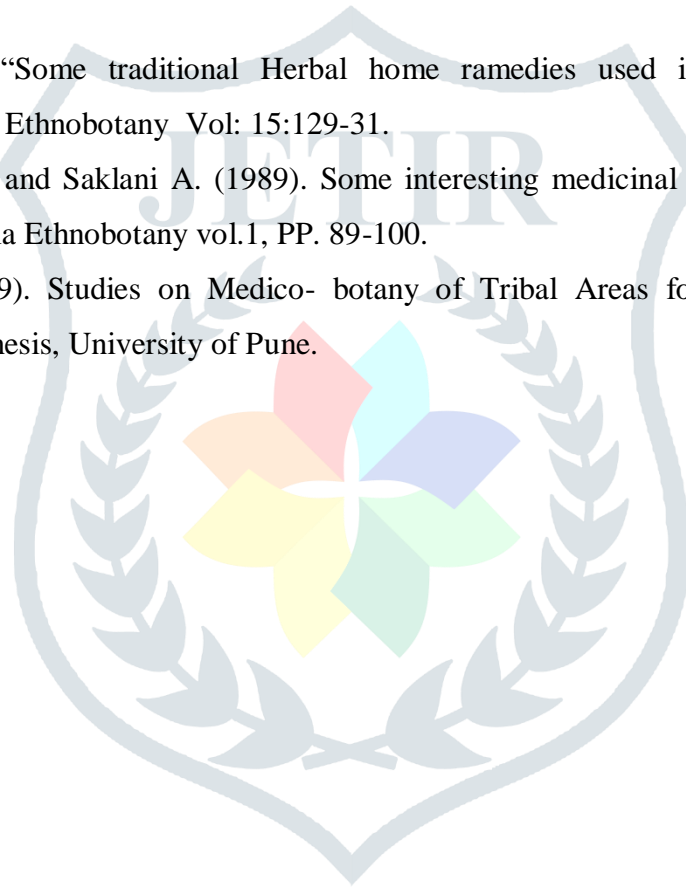 “Some traditional Herbal home ramedies used i
Ethnobotany Vol: 15:129-31.
and Saklani A. (1989). Some interesting medicinal
a Ethnobotany vol.1, PP. 89-100.
9). Studies on Medico- botany of Tribal Areas fo
nesis, University of Pune.
JETIR